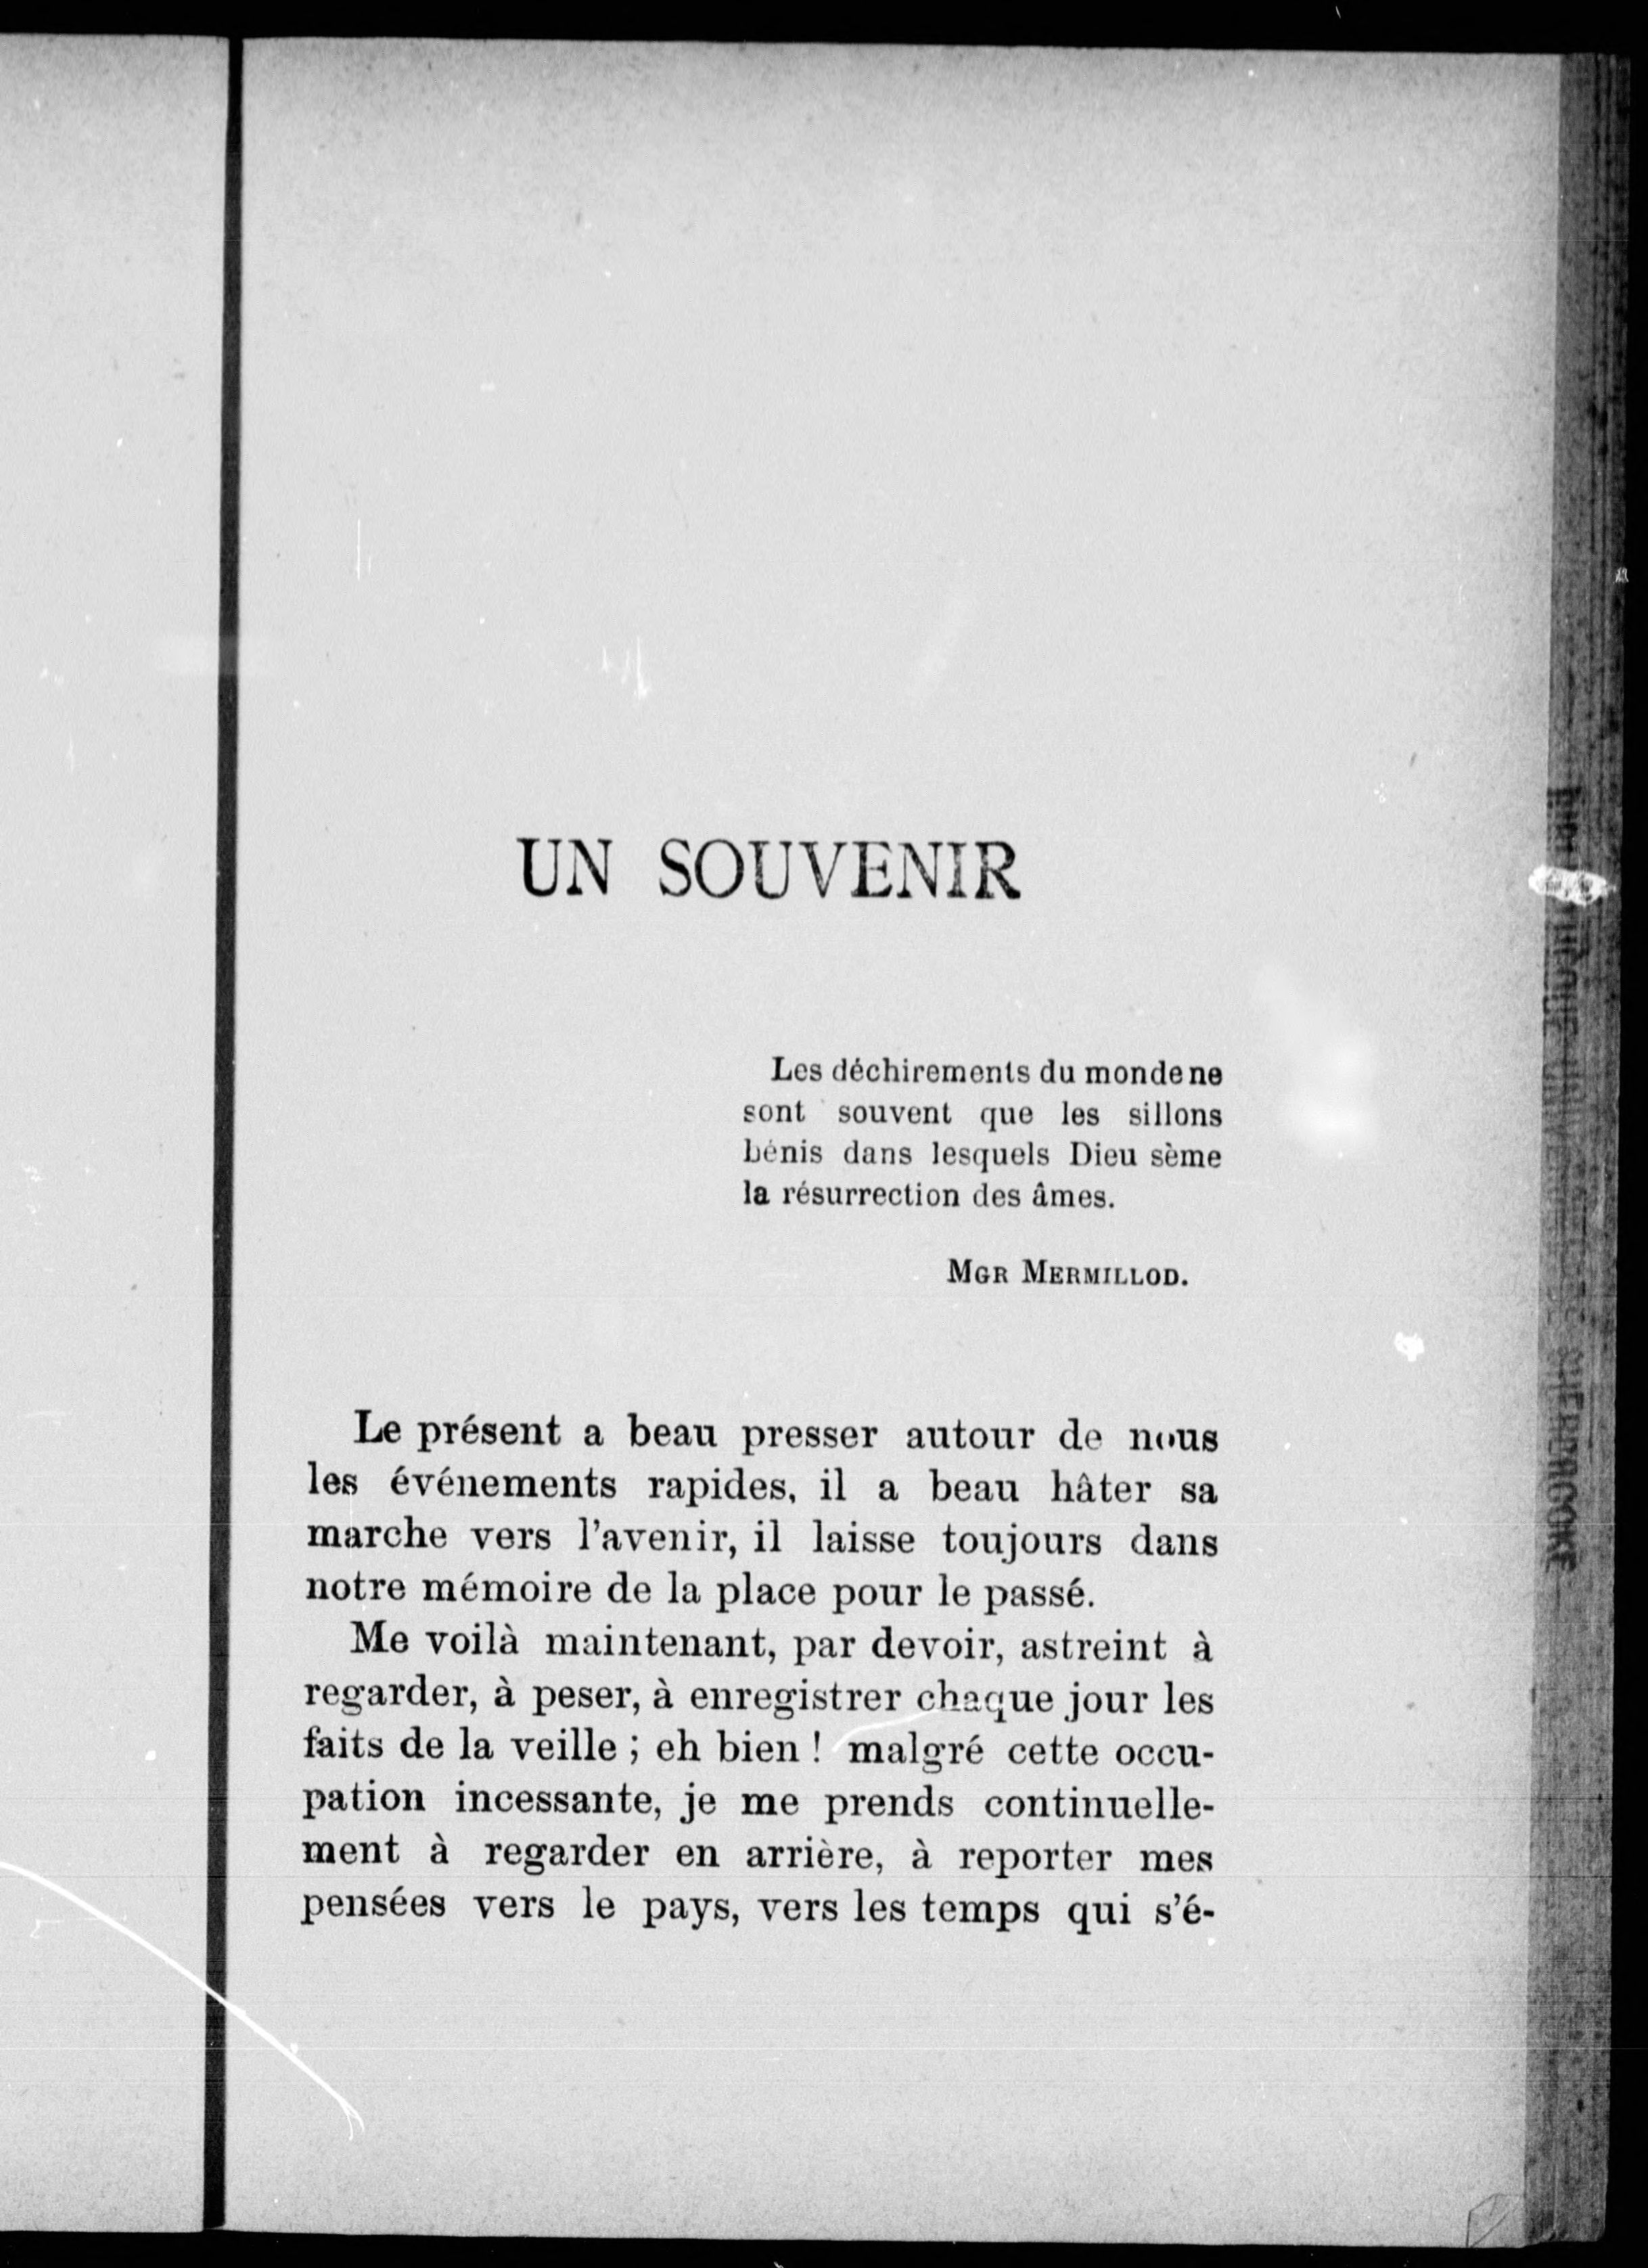 UN SOUVENIR
Les déchirements du monde ne
sont souvent que les sillons
bénis dans lesquels Dieu sème
la résurrection des âmes.
MGR MERMILLOD.
Le présent a beau presser autour de nous
les événements rapides, il a beau hâter sa
marche vers l'avenir, il laisse toujours dans
notre mémoire de la place pour le passé.
Me voilà maintenant, par devoir, astreint à
regarder, à peser, à enregistrer chaque jour les
faits de la veille ; eh bien ! malgré cette occu-
pation incessante, je me prends continuelle-
ment à regarder en arrière, à reporter mes
pensées vers le pays, vers les temps qui s'é-
SHERBROOKE